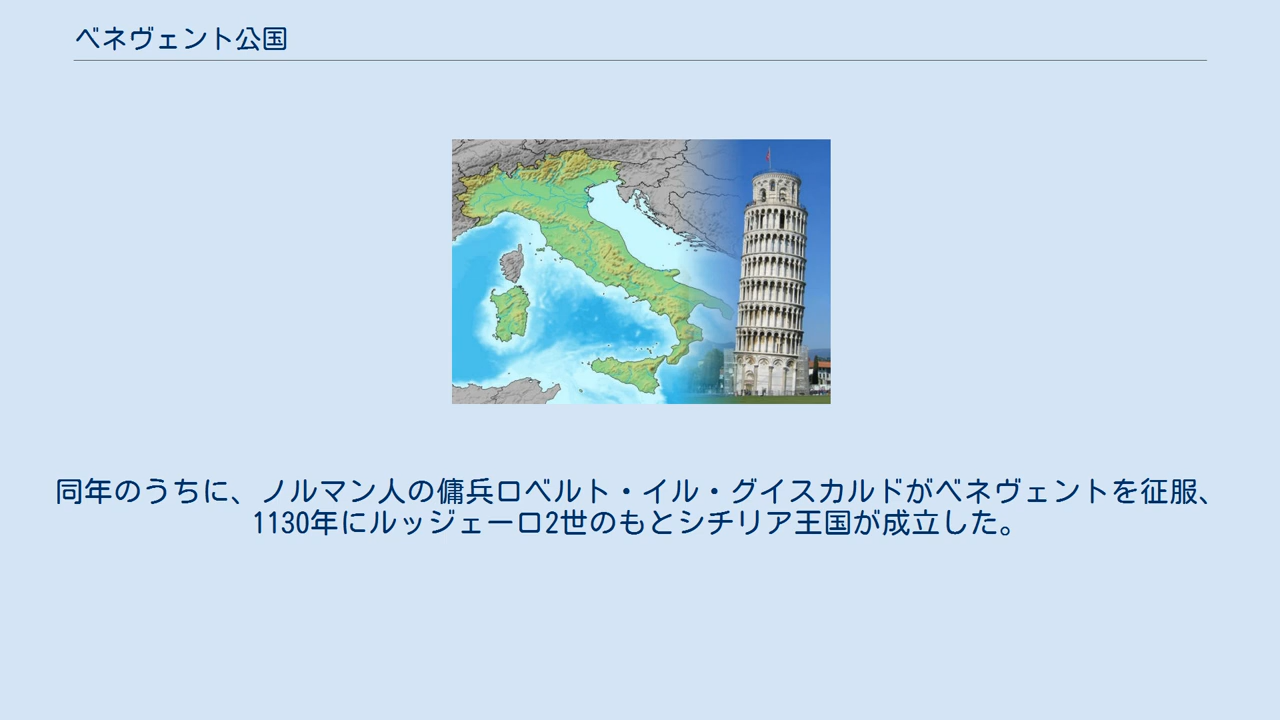 ベネヴェント公国
同年のうちに、ノルマン人の傭兵ロベルト・イル・グイスカルドがベネヴェントを征服、
1130年にルッジェーロ2世のもとシチリア王国が成立した。